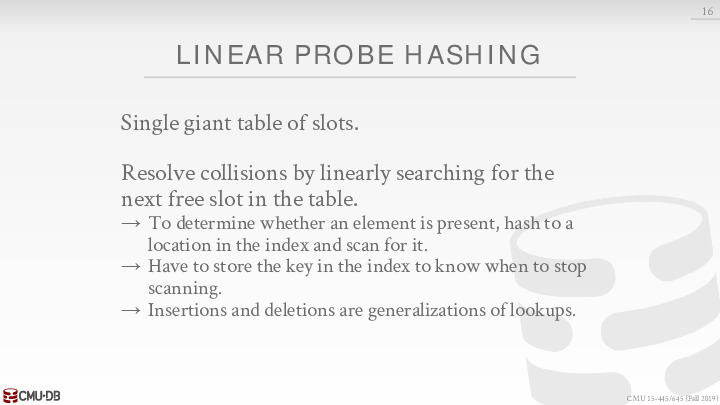 16
LINEAR PROBE HASHING
Single giant table of slots.
Resolve collisions by linearly searching for the
next free slot in the table.
→ To determine whether an element is present, hash to a
location in the index and scan for it.
→ Have to store the key in the index to know when to stop
scanning.
→ Insertions and deletions are generalizations of lookups.
CMU·DB
CMU 15-445/645 (Fall 2019)